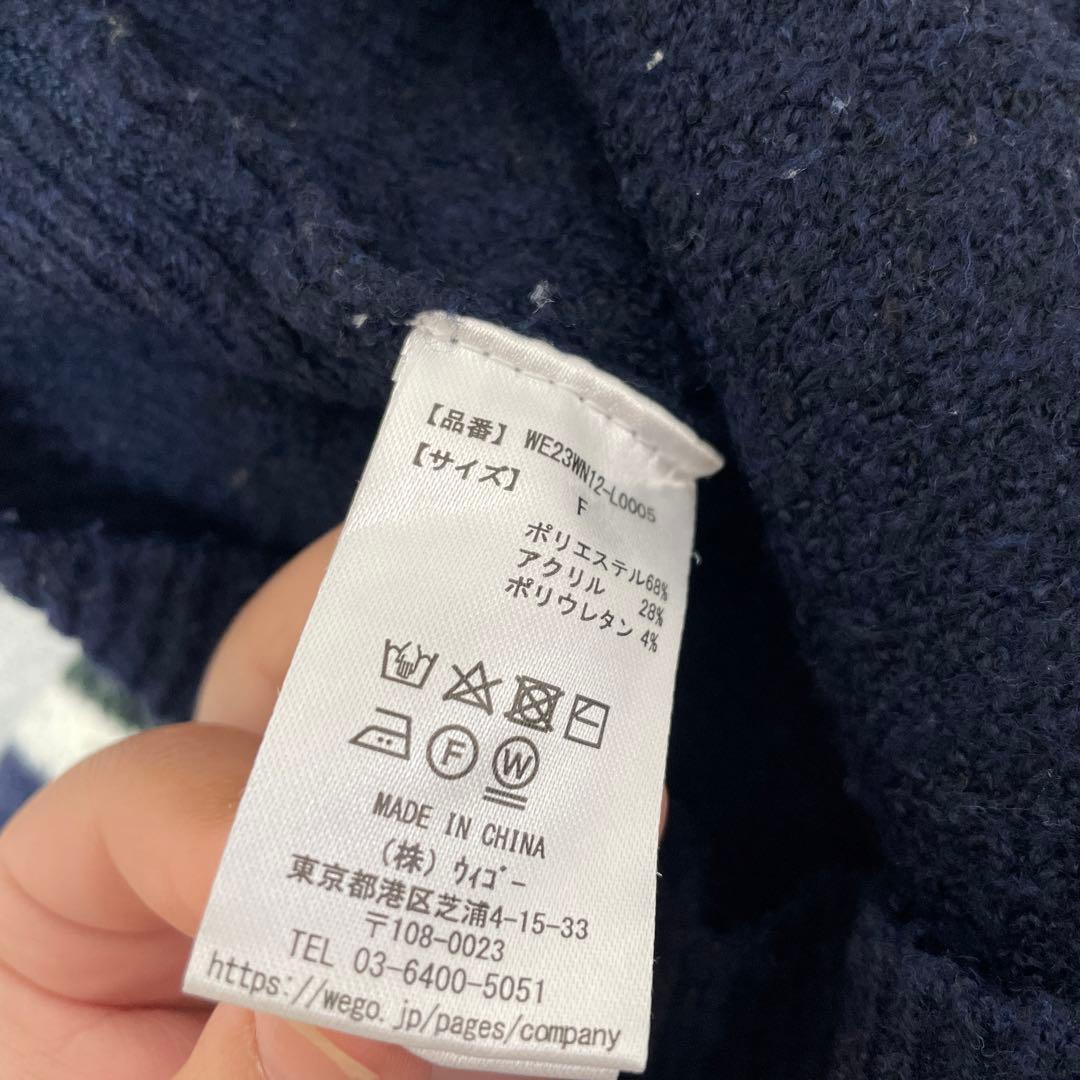 【品番】 WE23WN12-L0005
【サイズ】 F
ポリエステル68%
アクリル 28%
ポリウレタン 4%
F W
MADE IN CHINA
(株) ｳｨｺﾞｰ
東京都港区芝浦4-15-33
〒108-0023
TEL 03-6400-5051
https://wego.jp/pages/company